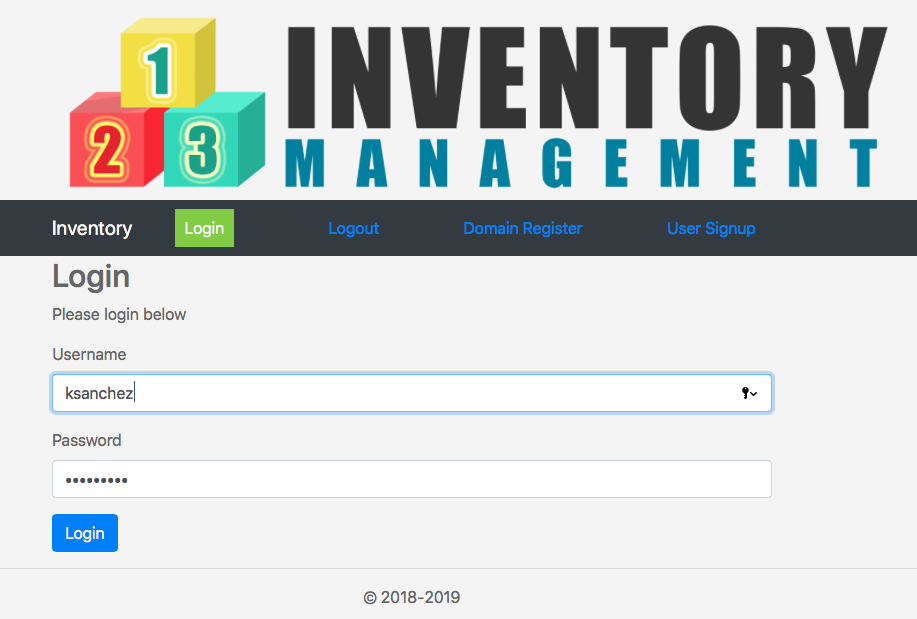 1
2 3
INVENTORY
MANAGEMENT
Inventory Login Logout Domain Register User Signup
Login
Please login below
Username
ksanchez
Password
•••••••••
Login
© 2018-2019